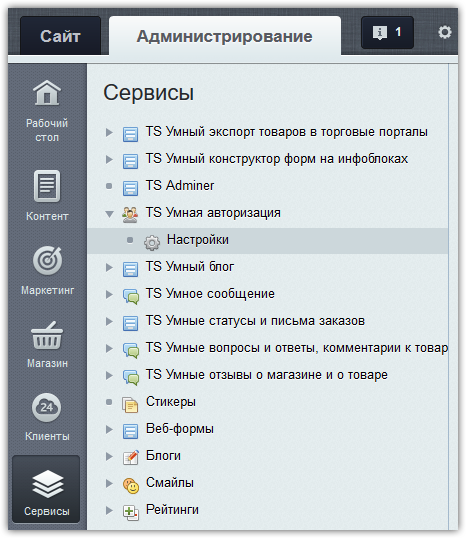 Сайт
Администрирование
1
Рабочий
стол
Контент
Маркетинг
Магазин
24
Клиенты
Сервисы
Сервисы
TS Умный экспорт товаров в торговые порталы
TS Умный конструктор форм на инфоблоках
TS Adminer
TS Умная авторизация
Настройки
TS Умный блог
TS Умное сообщение
TS Умные статусы и письма заказов
TS Умные вопросы и ответы, комментарии к товар
TS Умные отзывы о магазине и о товаре
Стикеры
Веб-формы
Блоги
Смайлы
Рейтинги